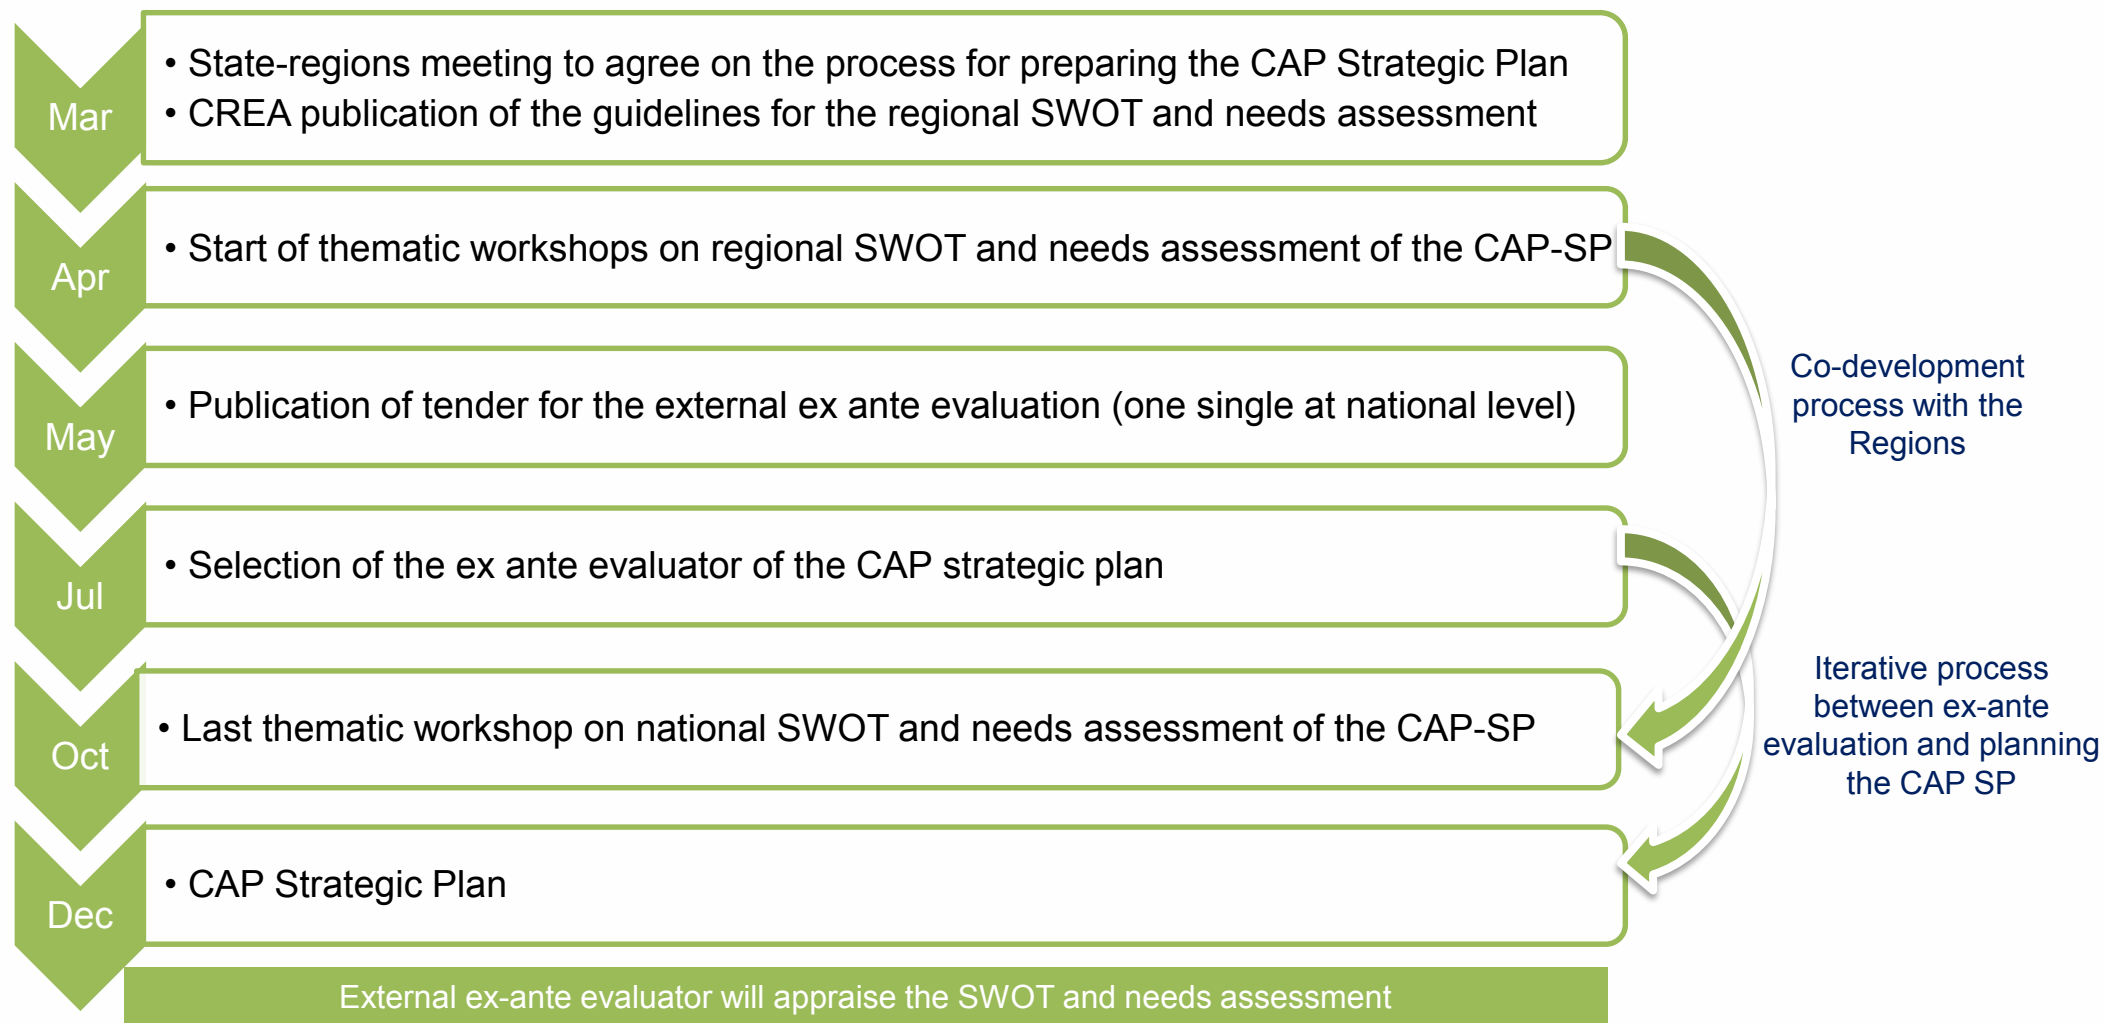 Mar
• State-regions meeting to agree on the process for preparing the CAP Strategic Plan
• CREA publication of the guidelines for the regional SWOT and needs assessment
Apr
• Start of thematic workshops on regional SWOT and needs assessment of the CAP-SP
May
• Publication of tender for the external ex ante evaluation (one single at national level)
Co-development
process with the
Regions
Jul
• Selection of the ex ante evaluator of the CAP strategic plan
Oct
• Last thematic workshop on national SWOT and needs assessment of the CAP-SP
Iterative process
between ex-ante
evaluation and planning
the CAP SP
Dec
• CAP Strategic Plan
External ex-ante evaluator will appraise the SWOT and needs assessment